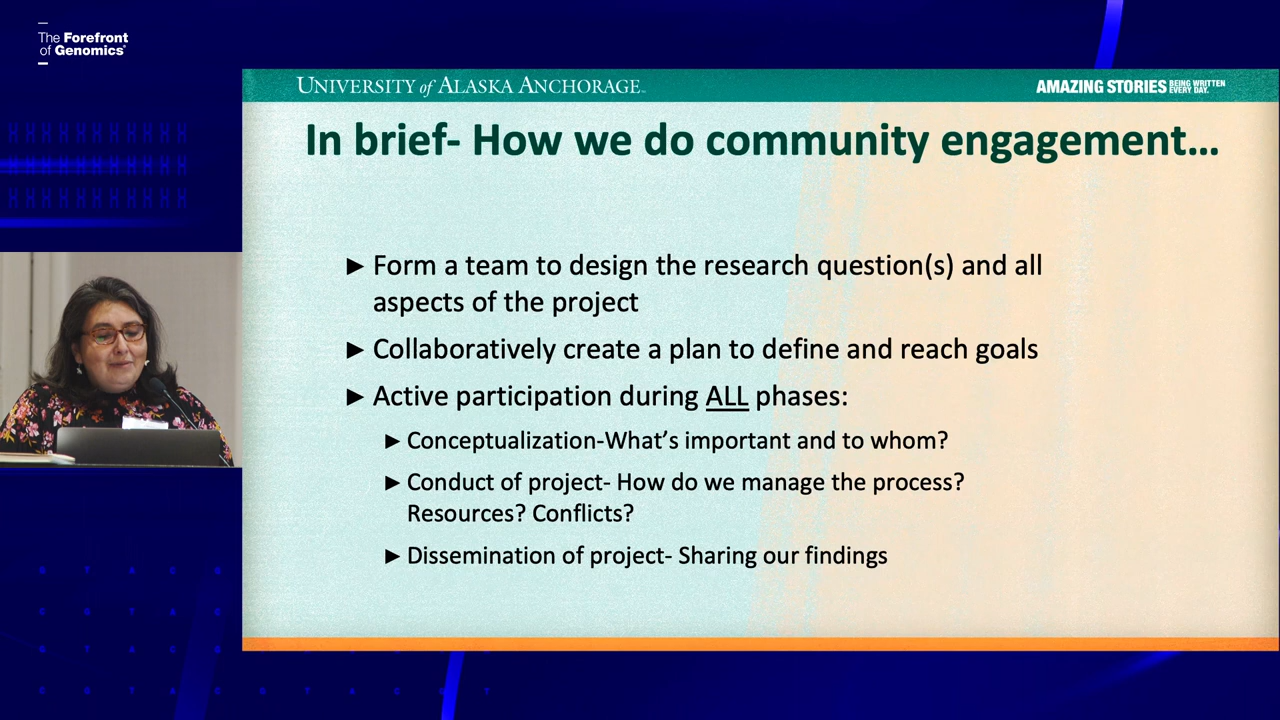 The Forefront
of Genomics
UNIVERSITY of ALASKA ANCHORAGE
AMAZING STORIES BEING WRITTEN
EVERY DAY.
In brief- How we do community engagement...
► Form a team to design the research question(s) and all
aspects of the project
► Collaboratively create a plan to define and reach goals
► Active participation during ALL phases:
► Conceptualization-What's important and to whom?
► Conduct of project- How do we manage the process?
Resources? Conflicts?
► Dissemination of project- Sharing our findings